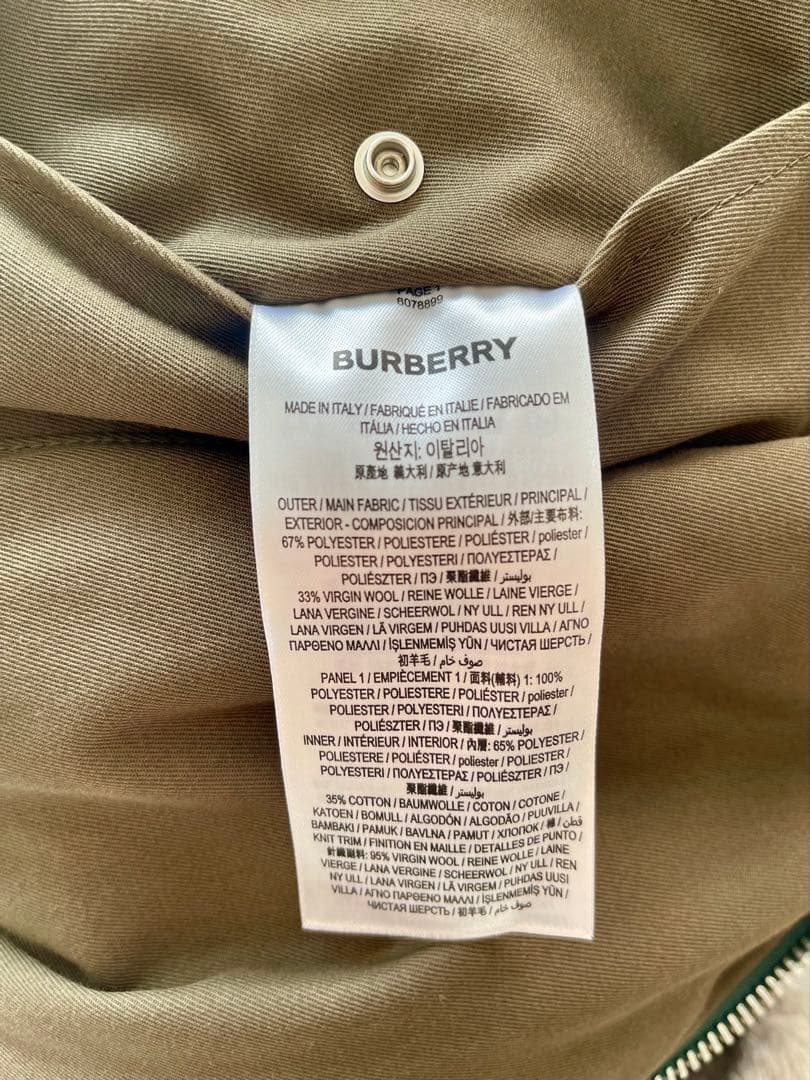 PAGE 1
8078899
BURBERRY
MADE IN ITALY / FABRIQUÉ EN ITALIE / FABRICADO EM
ITÁLIA / HECHO EN ITALIA
원산지: 이탈리아
原產地 義大利 / 原产地 意大利
OUTER / MAIN FABRIC / TISSU EXTÉRIEUR / PRINCIPAL /
EXTERIOR - COMPOSICION PRINCIPAL / 外部/主要布料:
67% POLYESTER / POLIESTERE / POLIÉSTER / poliester /
POLIESTER / POLYESTERI / ΠΟΛΥΕΣΤΕΡΑΣ /
POLIÉSZTER / ПЭ / 聚酯纖維 / بوليستر /
33% VIRGIN WOOL / REINE WOLLE / LAINE VIERGE /
LANA VERGINE / SCHEERWOL / NY ULL / REN NY ULL /
LANA VIRGEN / LÃ VIRGEM / PUHDAS UUSI VILLA / ΑΓΝΟ
ΠΑΡΘΕΝΟ ΜΑΛΛΙ / İŞLENMEMİŞ YÜN / ЧИСТАЯ ШЕРСТЬ /
初羊毛 / صوف خام /
PANEL 1 / EMPIÈCEMENT 1 / 面料(輔料) 1: 100%
POLYESTER / POLIESTERE / POLIÉSTER / poliester /
POLIESTER / POLYESTERI / ΠΟΛΥΕΣΤΕΡΑΣ /
POLIÉSZTER / ПЭ / 聚酯纖維 / بوليستر
INNER / INTÉRIEUR / INTERIOR / 內層: 65% POLYESTER /
POLIESTERE / POLIÉSTER / poliester / POLIESTER /
POLYESTERI / ΠΟΛΥΕΣΤΕΡΑΣ / POLIÉSZTER / ПЭ /
聚酯纖維 / بوليستر /
35% COTTON / BAUMWOLLE / COTON / COTONE /
KATOEN / BOMULL / ALGODÓN / ALGODÃO / PUUVILLA /
BAMBAKI / PAMUK / BAVLNA / PAMUT / ХЛОПОК / 棉 / قطن /
KNIT TRIM / FINITION EN MAILLE / DETALLES DE PUNTO /
針織副料: 95% VIRGIN WOOL / REINE WOLLE / LAINE
VIERGE / LANA VERGINE / SCHEERWOL / NY ULL / REN
NY ULL / LANA VIRGEN / LÃ VIRGEM / PUHDAS UUSI
VILLA / ΑΓΝΟ ΠΑΡΘΕΝΟ ΜΑΛΛΙ / İŞLENMEMİŞ YÜN /
ЧИСТАЯ ШЕРСТЬ / 初羊毛 / صوف خام /